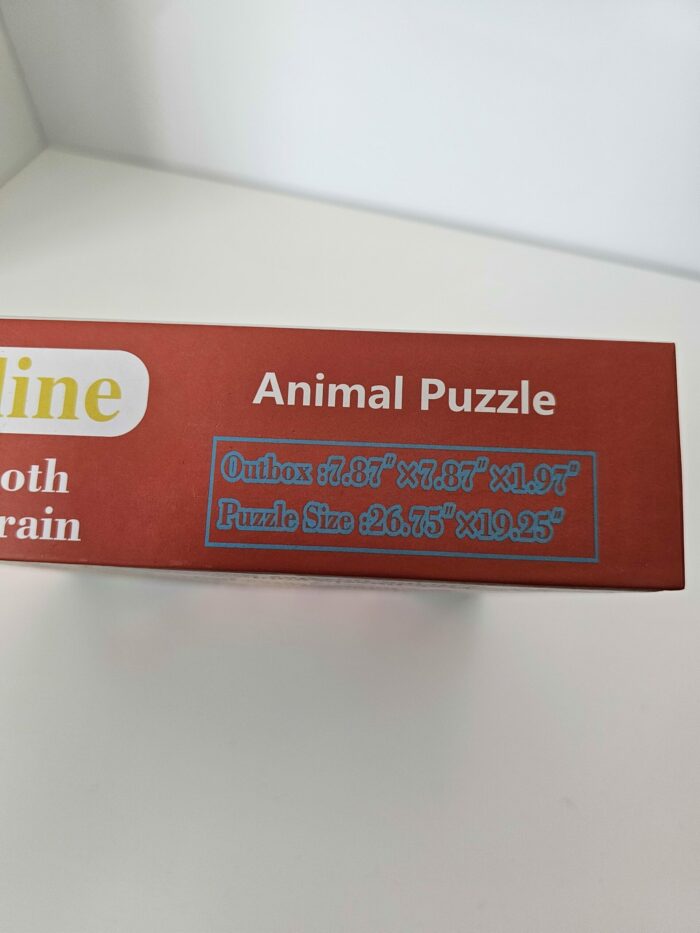 line
Animal Puzzle
oth
rain
Outbox :7.87"×7.87"×1.97"
Puzzle Size :26.75"×19.25"